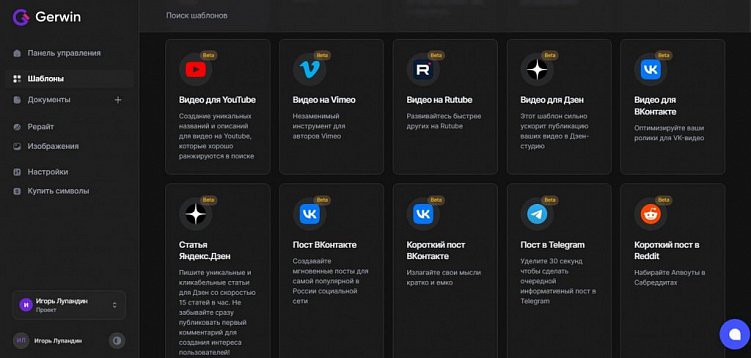 Gerwin
Поиск шаблонов
Панель управления
Шаблоны
Документы
Рерайт
Изображения
Настройки
Купить символы
И
Игорь Лупандин
Проект
ИЛ
Игорь Лупандин
Beta
Видео для YouTube
Создание уникальных
названий и описаний
для видео на Youtube,
которые хорошо
ранжируются в поиске
Beta
Видео на Vimeo
Незаменимый
инструмент для
авторов Vimeo
Beta
Видео на Rutube
Развивайтесь быстрее
других на Rutube
Beta
Видео для Дзен
Этот шаблон сильно
ускорит публикацию
ваших видео в Дзен-
студию
Beta
Видео для
ВКонтакте
Оптимизируйте ваши
ролики для VK-видео
Beta
Статья
Яндекс.Дзен
Пишите уникальные и
кликабельные статьи
для Дзен со скоростью
15 статей в час. Не
забывайте сразу
публиковать первый
комментарий для
создания интереса
пользователей!
Beta
Пост ВКонтакте
Создавайте
мгновенные посты для
самой популярной в
России социальной
сети
Beta
Короткий пост
ВКонтакте
Излагайте свои мысли
кратко и емко
Beta
Пост в Telegram
Уделите 30 секунд
чтобы сделать
очередной
информативный пост в
Telegram
Beta
Короткий пост в
Reddit
Набирайте Апвоуты в
Сабреддитах